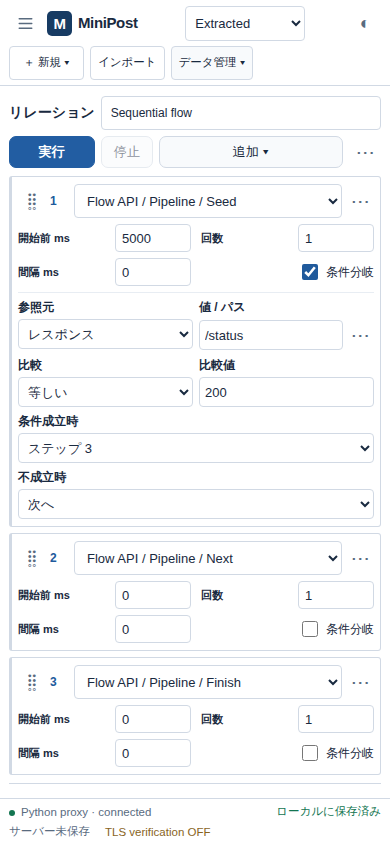 M MiniPost Extracted
＋ 新規 ▾ インポート データ管理 ▾
リレーション Sequential flow
実行 停止 追加 ▾ ···
1 Flow API / Pipeline / Seed ···
開始前 ms 5000 回数 1
間隔 ms 0 条件分岐
参照元 値 / パス
レスポンス /status ···
比較 比較値
等しい 200
条件成立時
ステップ 3
不成立時
次へ
2 Flow API / Pipeline / Next ···
開始前 ms 0 回数 1
間隔 ms 0 条件分岐
3 Flow API / Pipeline / Finish ···
開始前 ms 0 回数 1
間隔 ms 0 条件分岐
Python proxy · connected ローカルに保存済み
サーバー未保存 TLS verification OFF